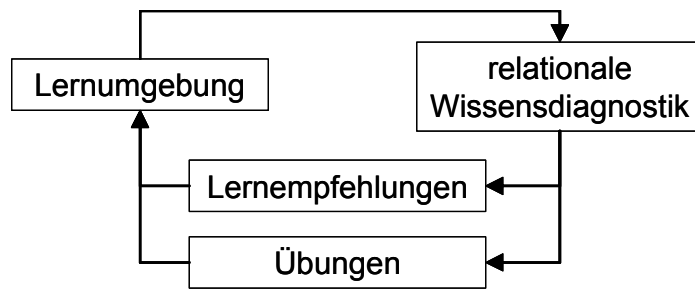 Lernumgebung
relationale
Wissensdiagnostik
Lernempfehlungen
Übungen